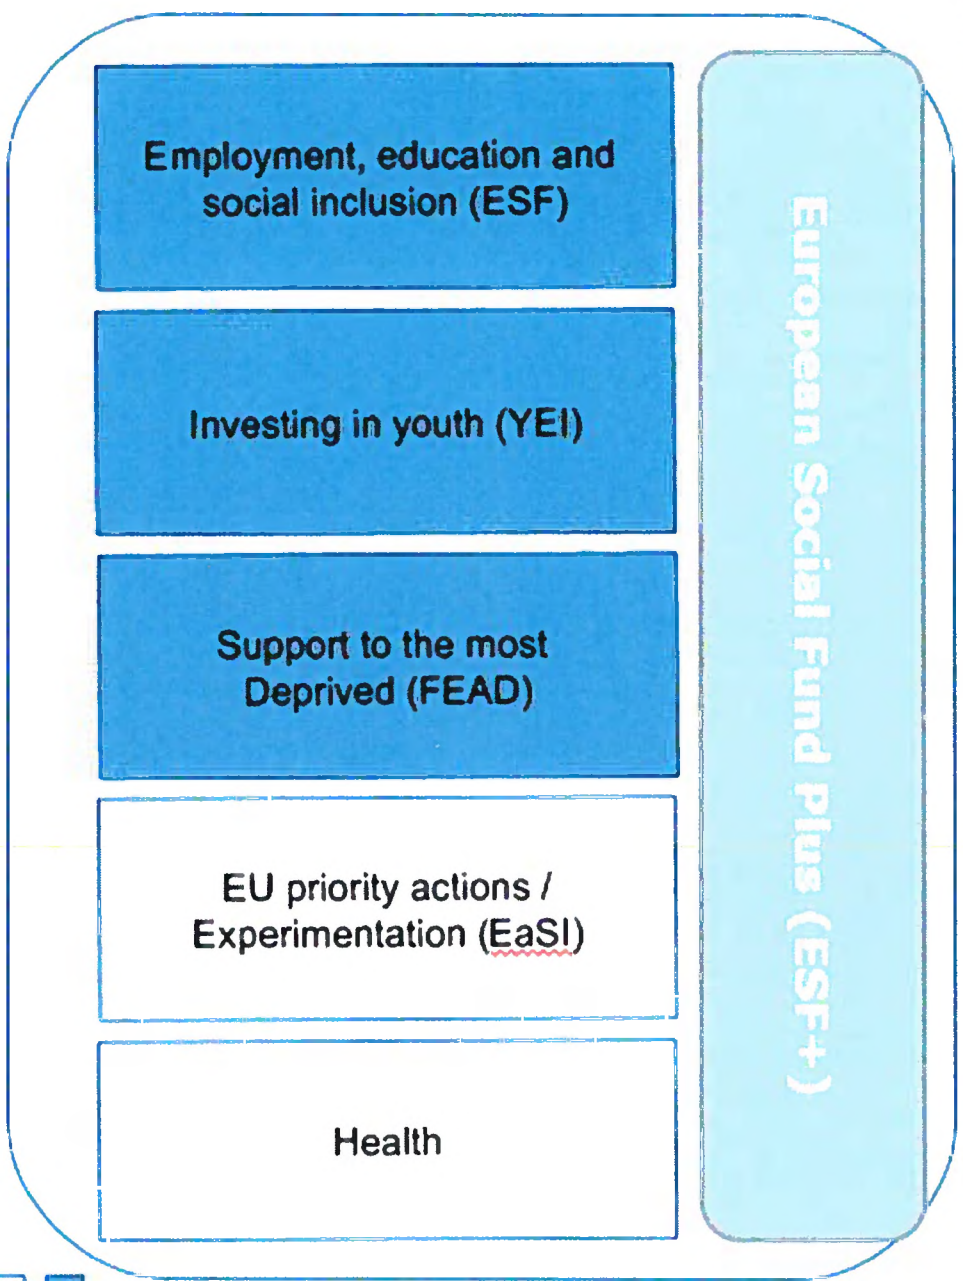 Employment, education and
social inclusion (ESF)
Investing in youth (YEI)
Support to the most
Deprived (FEAD)
EU priority actions /
Experimentation (EaSI)
Health
European Social Fund Plus (ESF+)